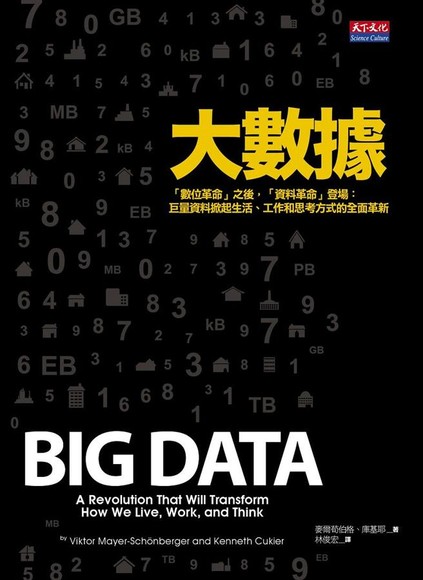 天下文化
Science Culture
大數據
「數位革命」之後，「資料革命」登場：
巨量資料掀起生活、工作和思考方式的全面革新
BIG DATA
A Revolution That Will Transform
How We Live, Work, and Think
by Viktor Mayer-Schönberger and Kenneth Cukier
麥爾荀伯格、庫基耶＿著
林俊宏＿譯